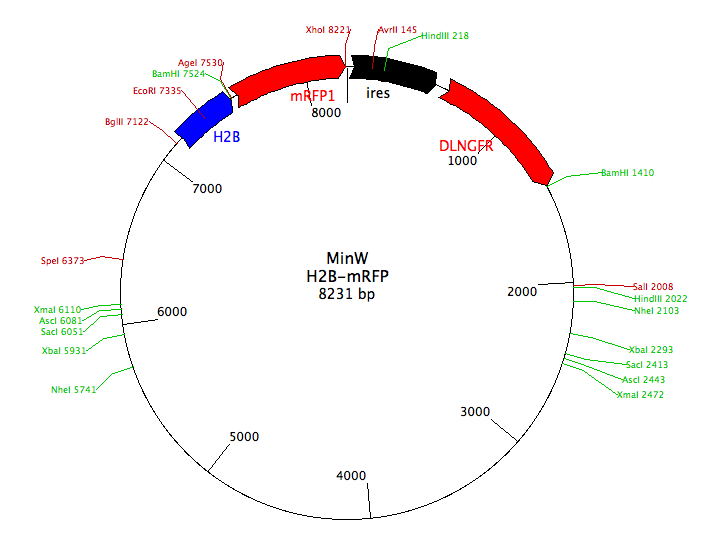 XhoI 8221
AvrII 145
HindIII 218
AgeI 7530
BamHI 7524
EcoRI 7335
BglII 7122
mRFP1
ires
8000
H2B
DLNGFR
1000
BamHI 1410
7000
SpeI 6373
MinW
H2B-mRFP
8231 bp
2000
SalI 2008
HindIII 2022
NheI 2103
XmaI 6110
AscI 6081
SacI 6051
6000
XbaI 5931
XbaI 2293
SacI 2413
AscI 2443
XmaI 2472
NheI 5741
3000
5000
4000